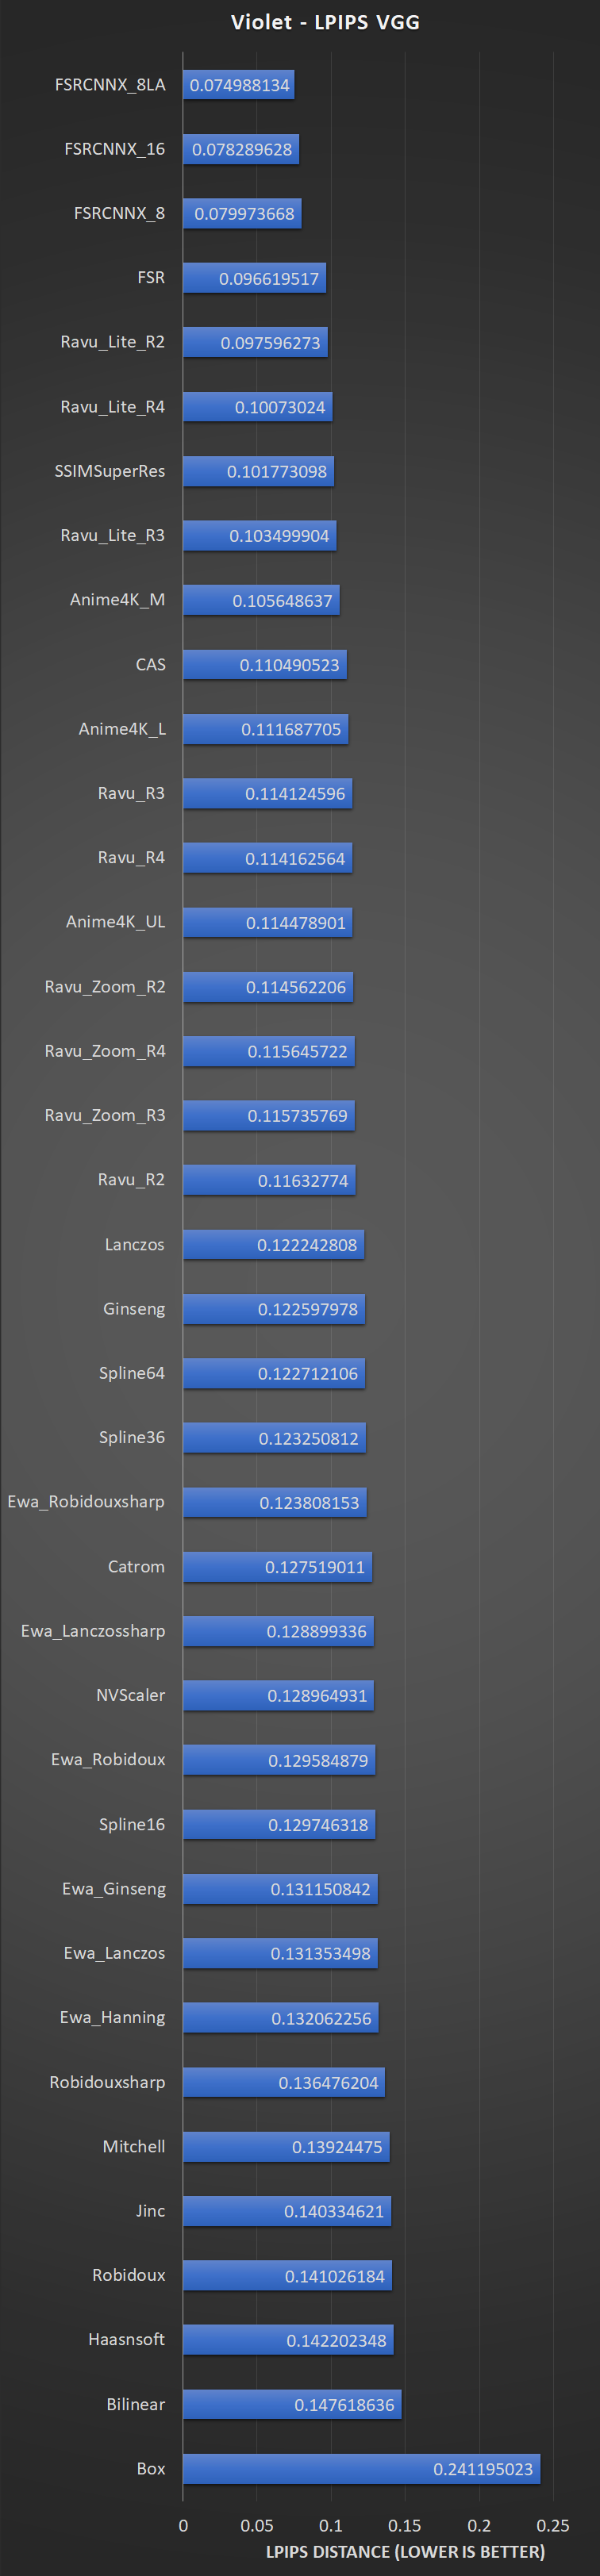 Violet - LPIPS VGG
FSRCNNX_8LA 0.074988134
FSRCNNX_16 0.078289628
FSRCNNX_8 0.079973668
FSR 0.096619517
Ravu_Lite_R2 0.097596273
Ravu_Lite_R4 0.10073024
SSIMSuperRes 0.101773098
Ravu_Lite_R3 0.103499904
Anime4K_M 0.105648637
CAS 0.110490523
Anime4K_L 0.111687705
Ravu_R3 0.114124596
Ravu_R4 0.114162564
Anime4K_UL 0.114478901
Ravu_Zoom_R2 0.114562206
Ravu_Zoom_R4 0.115645722
Ravu_Zoom_R3 0.115735769
Ravu_R2 0.11632774
Lanczos 0.122242808
Ginseng 0.122597978
Spline64 0.122712106
Spline36 0.123250812
Ewa_Robidouxsharp 0.123808153
Catrom 0.127519011
Ewa_Lanczossharp 0.128899336
NVScaler 0.128964931
Ewa_Robidoux 0.129584879
Spline16 0.129746318
Ewa_Ginseng 0.131150842
Ewa_Lanczos 0.131353498
Ewa_Hanning 0.132062256
Robidouxsharp 0.136476204
Mitchell 0.13924475
Jinc 0.140334621
Robidoux 0.141026184
Haasnsoft 0.142202348
Bilinear 0.147618636
Box 0.241195023
0 0.05 0.1 0.15 0.2 0.25
LPIPS DISTANCE (LOWER IS BETTER)